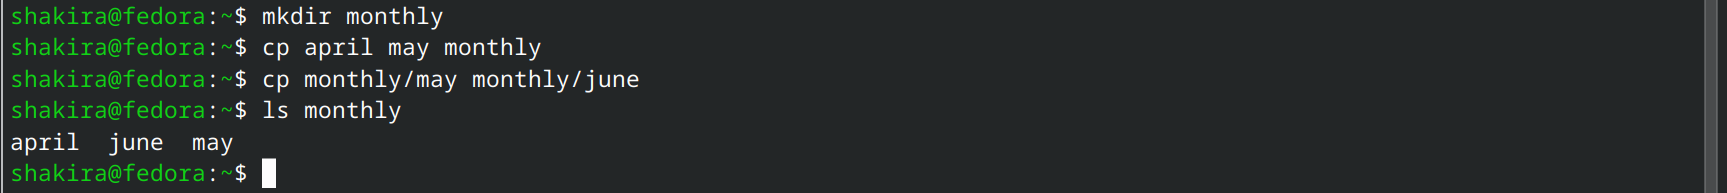 shakira@fedora:~$ mkdir monthly
shakira@fedora:~$ cp april may monthly
shakira@fedora:~$ cp monthly/may monthly/june
shakira@fedora:~$ ls monthly
april  june  may
shakira@fedora:~$